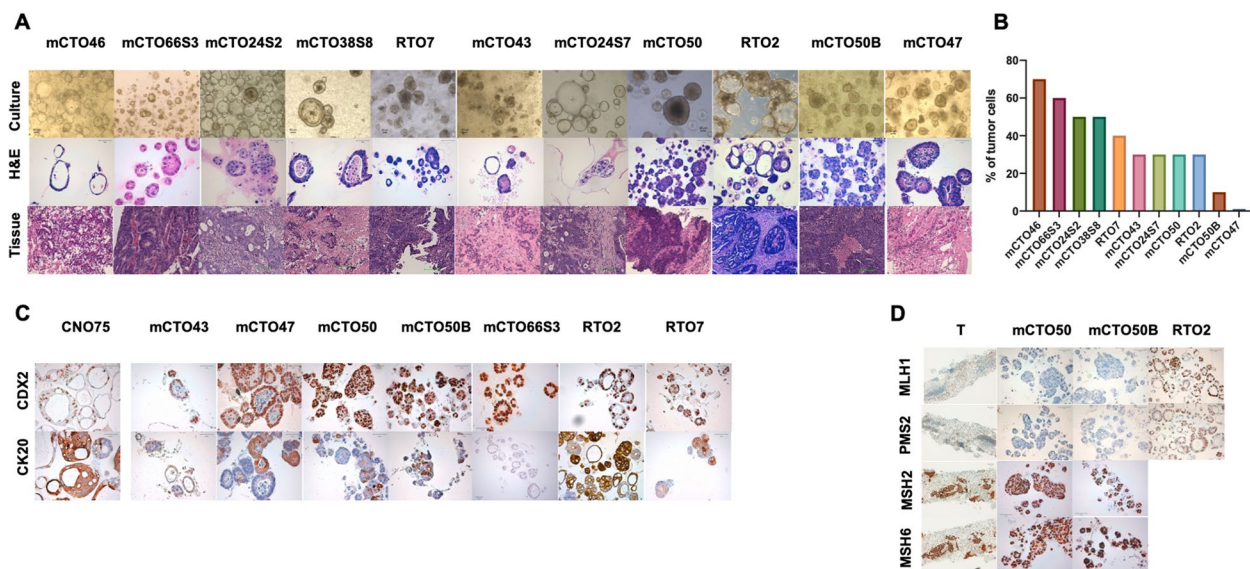 A
mCTO46 mCTO66S3 mCTO24S2 mCTO38S8 RTO7 mCTO43 mCTO24S7 mCTO50 RTO2 mCTO50B mCTO47
Culture
H&E
Tissue
B
% of tumor cells
80
60
40
20
0
mCTO46 mCTO66S3 mCTO24S2 mCTO38S8 RTO7 mCTO43 mCTO24S7 mCTO50 RTO2 mCTO50B mCTO47
C
CNO75 mCTO43 mCTO47 mCTO50 mCTO50B mCTO66S3 RTO2 RTO7
CDX2
CK20
D
T mCTO50 mCTO50B RTO2
MLH1
PMS2
MSH2
MSH6